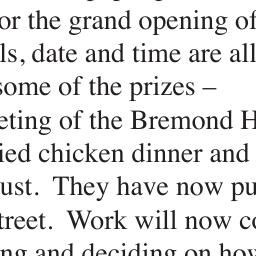 or the grand opening of
ls, date and time are all
some of the prizes –
eting of the Bremond H
ied chicken dinner and
ust.  They have now pu
treet.  Work will now co
ng and deciding on how